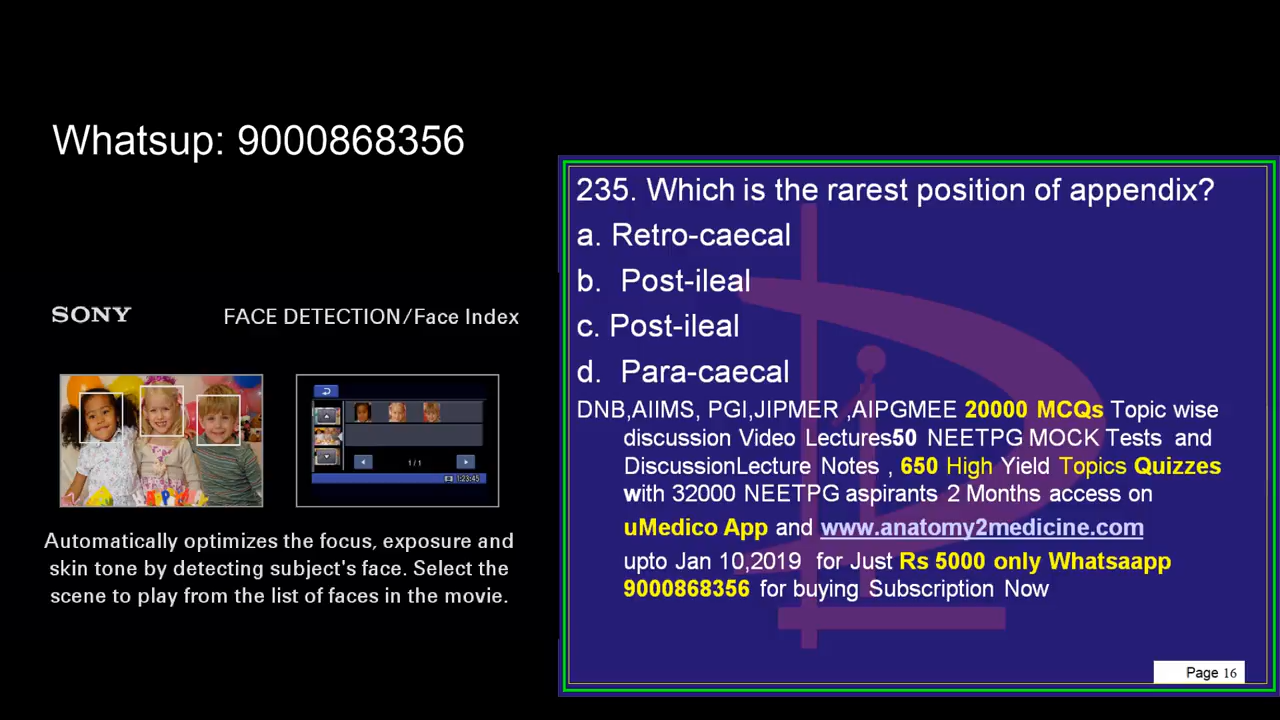 Whatsup: 9000868356
SONY
FACE DETECTION/Face Index
1/1
1:23:45
Automatically optimizes the focus, exposure and
skin tone by detecting subject's face. Select the
scene to play from the list of faces in the movie.
235. Which is the rarest position of appendix?
a. Retro-caecal
b. Post-ileal
c. Post-ileal
d. Para-caecal
DNB,AIIMS, PGI,JIPMER ,AIPGMEE 20000 MCQs Topic wise
discussion Video Lectures50 NEETPG MOCK Tests and
DiscussionLecture Notes , 650 High Yield Topics Quizzes
with 32000 NEETPG aspirants 2 Months access on
uMedico App and www.anatomy2medicine.com
upto Jan 10,2019 for Just Rs 5000 only Whatsaapp
9000868356 for buying Subscription Now
Page 16